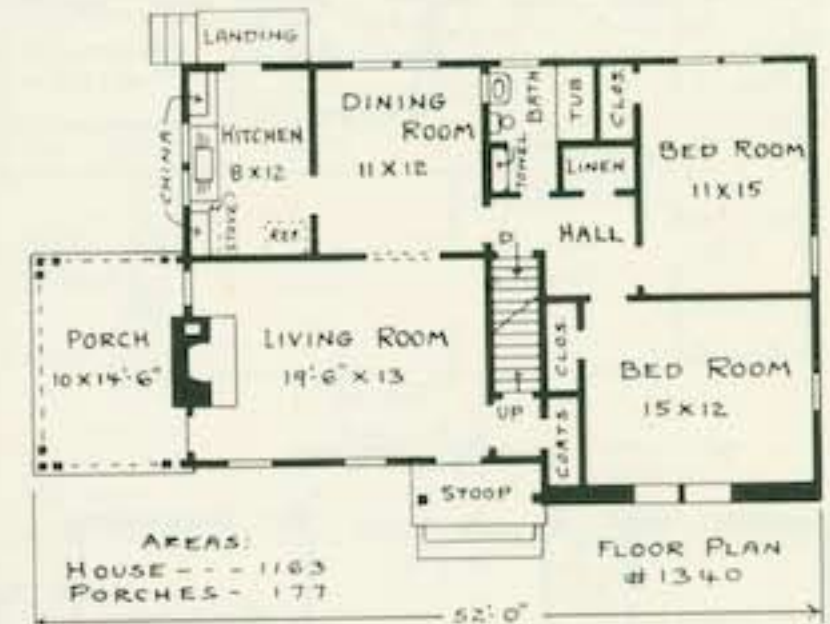 LANDING
CHINA
KITCHEN
8 X 12
STOVE
REF
DINING
ROOM
11 X 12
BATH
TOWEL
TUB
CLOS.
LINEN
BED ROOM
11 X 15
D
HALL
PORCH
10 X 14'-6"
LIVING ROOM
19'-6" X 13
UP
CLOS.
COATS
BED ROOM
15 X 12
STOOP
AREAS:
HOUSE - - - 1163
PORCHES - 177
FLOOR PLAN
# 1340
52'-0"